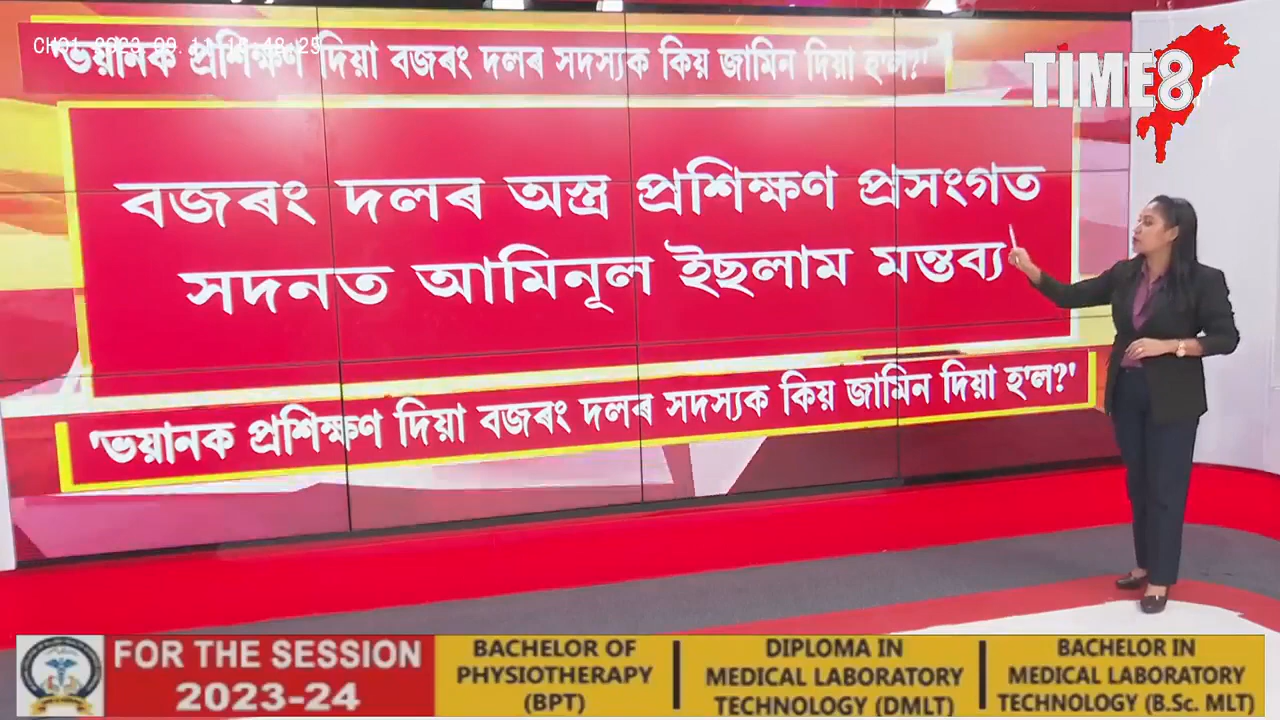 'ভয়ানক প্ৰশিক্ষণ দিয়া বজৰং দলৰ সদস্যক কিয় জামিন দিয়া হ'ল?'
TIME8
বজৰং দলৰ অস্ত্ৰ প্ৰশিক্ষণ প্ৰসংগত
সদনত আমিনূল ইছলাম মন্তব্য
'ভয়ানক প্ৰশিক্ষণ দিয়া বজৰং দলৰ সদস্যক কিয় জামিন দিয়া হ'ল?'
FOR THE SESSION
2023-24
BACHELOR OF
PHYSIOTHERAPY
(BPT)
DIPLOMA IN
MEDICAL LABORATORY
TECHNOLOGY (DMLT)
BACHELOR IN
MEDICAL LABORATORY
TECHNOLOGY (B.Sc. MLT)